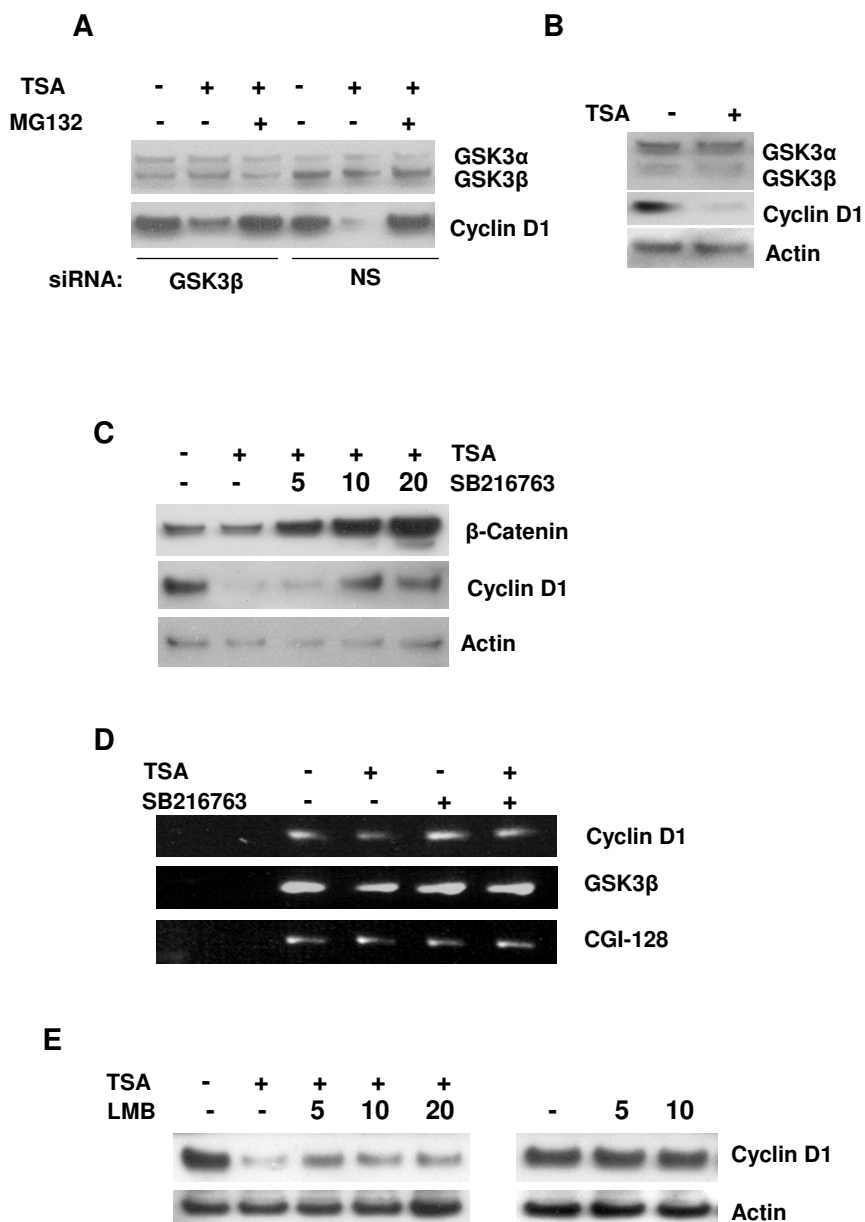 A
TSA - + + - + +
MG132 - - + - - +
GSK3α
GSK3β
Cyclin D1
siRNA: GSK3β NS
B
TSA - +
GSK3α
GSK3β
Cyclin D1
Actin
C
- + + + + TSA
- - 5 10 20 SB216763
β-Catenin
Cyclin D1
Actin
D
TSA - + - +
SB216763 - - + +
Cyclin D1
GSK3β
CGI-128
E
TSA - + + + +
LMB - - 5 10 20 - 5 10
Cyclin D1
Actin